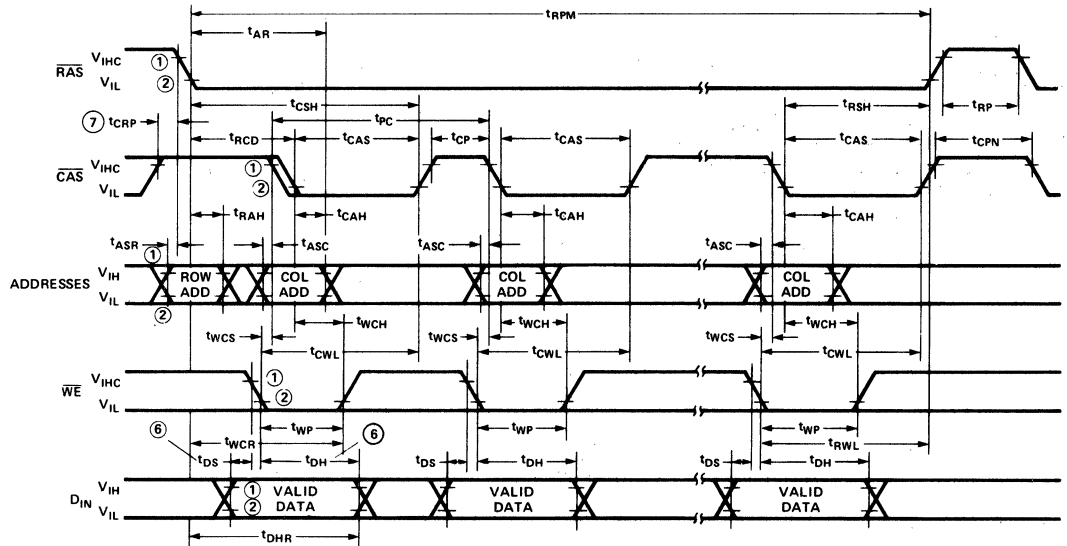 tRPM
tAR
RAS VIHC ①
VIL ②
tCSH
tRSH
tRP
tPC
⑦ tCRP
tRCD tCAS tCP tCAS tCAS tCPN
CAS VIHC ①
VIL ②
tRAH tCAH tCAH tCAH
tASR tASC tASC tASC
①
ADDRESSES VIH ROW ADD COL ADD COL ADD COL ADD
VIL
②
tWCH tWCH tWCH
tWCS tWCS
tCWL tCWL tCWL
WE VIHC ①
VIL ②
tWP tWP tWP
⑥ tWCR ⑥ tRWL
tDS tDH tDS tDH tDS tDH
DIN VIH ① VALID DATA VALID DATA VALID DATA
VIL ②
tDHR